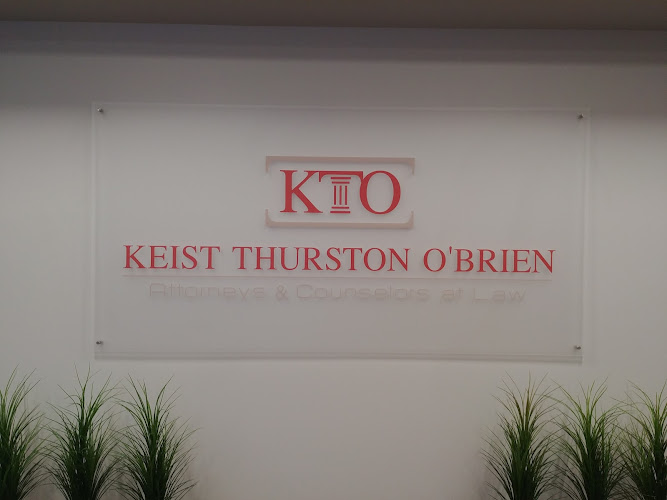 KTO
KEIST THURSTON O'BRIEN
Attorneys & Counselors at Law